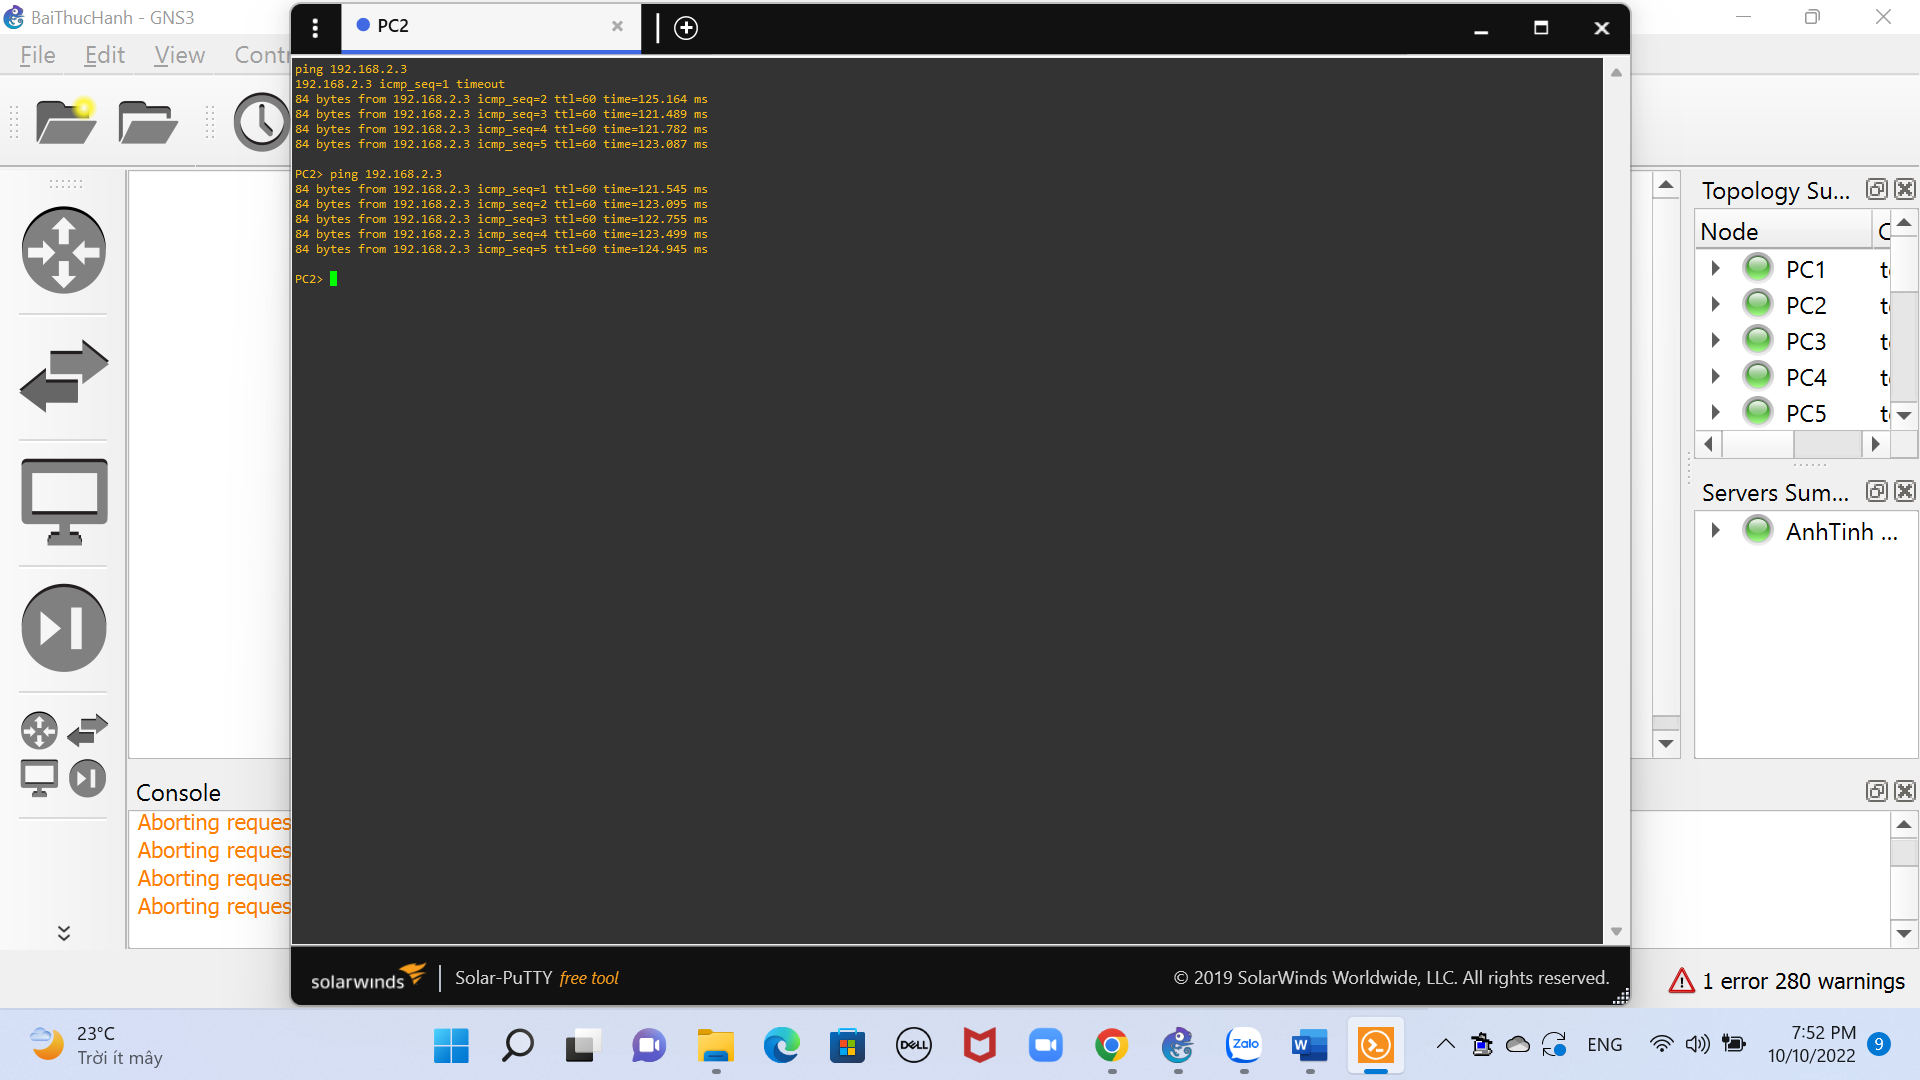 BaiThucHanh - GNS3
File Edit View Contr
PC2
ping 192.168.2.3
192.168.2.3 icmp_seq=1 timeout
84 bytes from 192.168.2.3 icmp_seq=2 ttl=60 time=125.164 ms
84 bytes from 192.168.2.3 icmp_seq=3 ttl=60 time=121.489 ms
84 bytes from 192.168.2.3 icmp_seq=4 ttl=60 time=121.782 ms
84 bytes from 192.168.2.3 icmp_seq=5 ttl=60 time=123.087 ms
PC2> ping 192.168.2.3
84 bytes from 192.168.2.3 icmp_seq=1 ttl=60 time=121.545 ms
84 bytes from 192.168.2.3 icmp_seq=2 ttl=60 time=123.095 ms
84 bytes from 192.168.2.3 icmp_seq=3 ttl=60 time=122.755 ms
84 bytes from 192.168.2.3 icmp_seq=4 ttl=60 time=123.499 ms
84 bytes from 192.168.2.3 icmp_seq=5 ttl=60 time=124.945 ms
PC2>
Topology Su...
Node C
PC1 t
PC2 t
PC3 t
PC4 t
PC5 t
Servers Sum...
AnhTinh ...
Console
Aborting reques
Aborting reques
Aborting reques
Aborting reques
solarwinds Solar-PuTTY free tool © 2019 SolarWinds Worldwide, LLC. All rights reserved.
1 error 280 warnings
23°C
Trời ít mây
DELL
Zalo
W
ENG
7:52 PM
10/10/2022
9